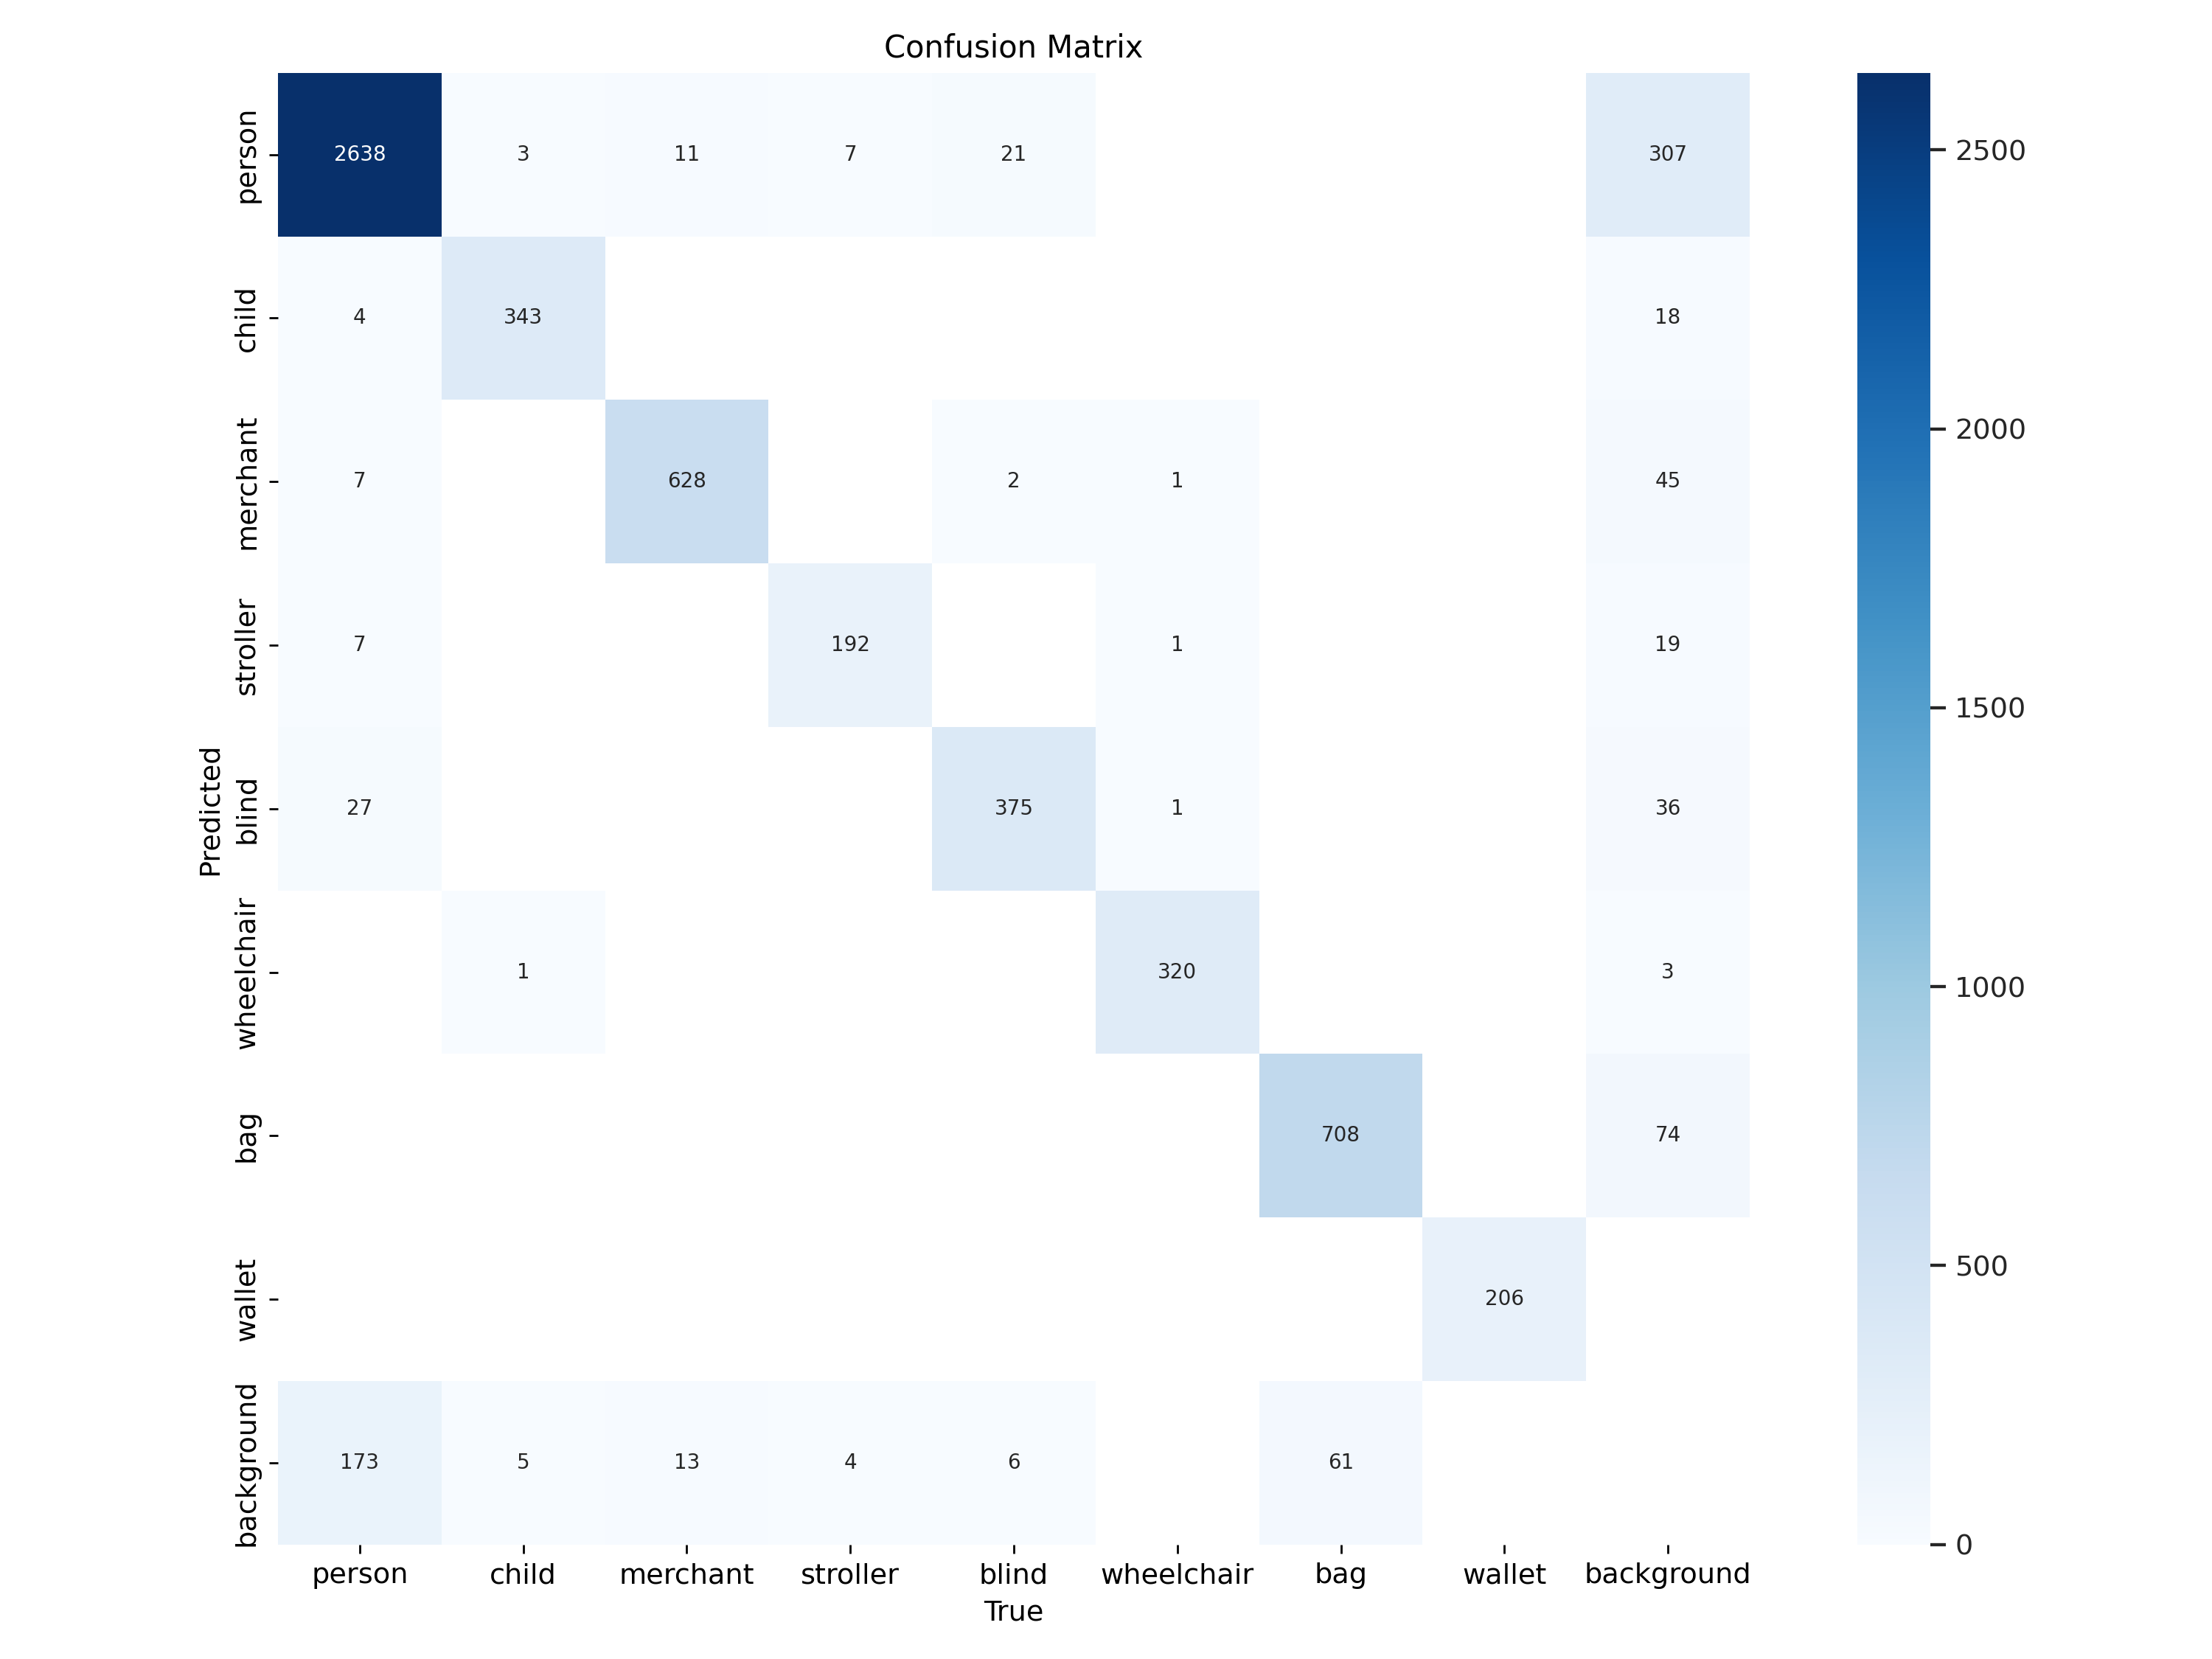 Confusion Matrix
person 2638 3 11 7 21 307
child 4 343 18
merchant 7 628 2 1 45
stroller 7 192 1 19
blind 27 375 1 36
wheelchair 1 320 3
bag 708 74
wallet 206
background 173 5 13 4 6 61
Predicted
person child merchant stroller blind wheelchair bag wallet background
True
2500
2000
1500
1000
500
0